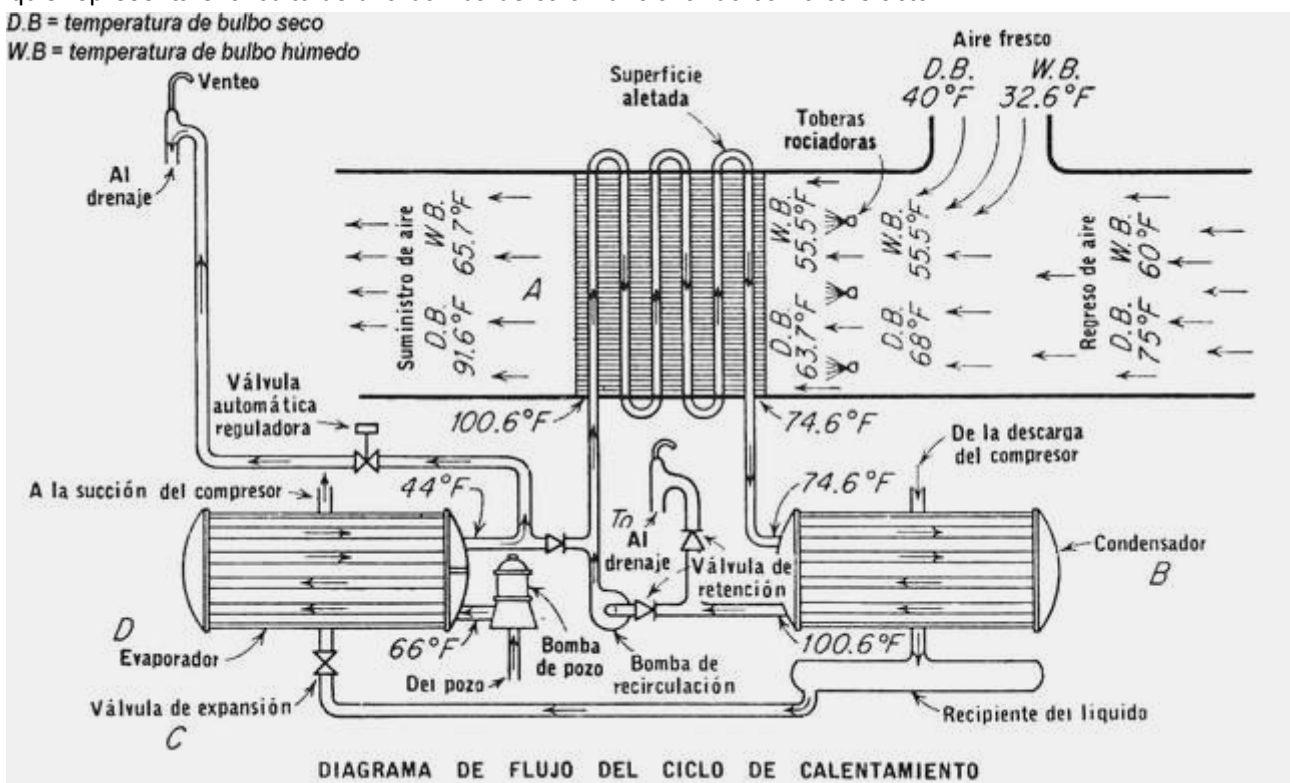 D.B = temperatura de bulbo seco
W.B = temperatura de bulbo húmedo
Venteo
Al
drenaje
Superficie
aletada
Toberas
rociadoras
Aire fresco
D.B. W.B.
40°F 32.6°F
Suministro de aire
W.B.
65.7°F
D.B.
91.6°F
A
W.B.
55.5°F
D.B.
63.7°F
W.B.
55.5°F
D.B.
68°F
Regreso de aire
W.B.
60°F
D.B.
75°F
Válvula
automática
reguladora
100.6°F
74.6°F
De la descarga
del compresor
A la succión del compresor
44°F
74.6°F
To
Al
drenaje
Válvula de
retención
Condensador
B
D
Evaporador
66°F
Bomba
de pozo
Del pozo
Bomba de
recirculación
100.6°F
Válvula de expansión
C
Recipiente del líquido
DIAGRAMA DE FLUJO DEL CICLO DE CALENTAMIENTO